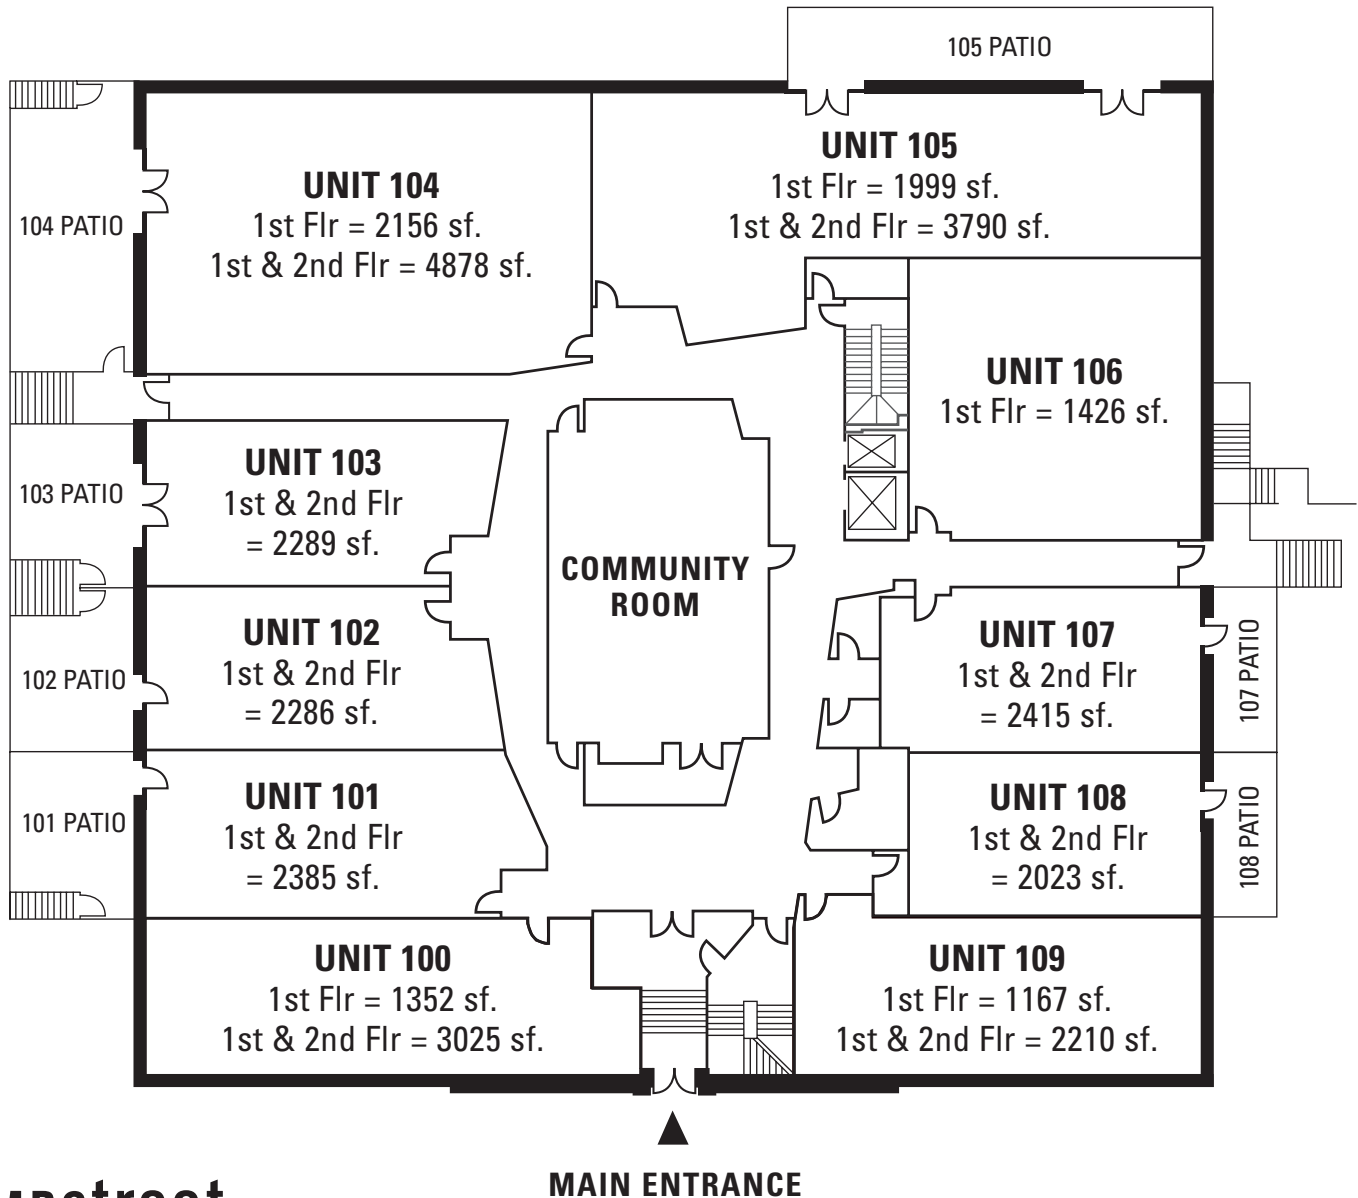 105 PATIO
UNIT 105
1st Flr = 1999 sf.
1st & 2nd Flr = 3790 sf.
UNIT 104
1st Flr = 2156 sf.
1st & 2nd Flr = 4878 sf.
104 PATIO
UNIT 106
1st Flr = 1426 sf.
UNIT 103
1st & 2nd Flr
= 2289 sf.
103 PATIO
COMMUNITY
ROOM
UNIT 102
1st & 2nd Flr
= 2286 sf.
102 PATIO
UNIT 107
1st & 2nd Flr
= 2415 sf.
107 PATIO
UNIT 101
1st & 2nd Flr
= 2385 sf.
101 PATIO
UNIT 108
1st & 2nd Flr
= 2023 sf.
108 PATIO
UNIT 100
1st Flr = 1352 sf.
1st & 2nd Flr = 3025 sf.
UNIT 109
1st Flr = 1167 sf.
1st & 2nd Flr = 2210 sf.
MAIN ENTRANCE